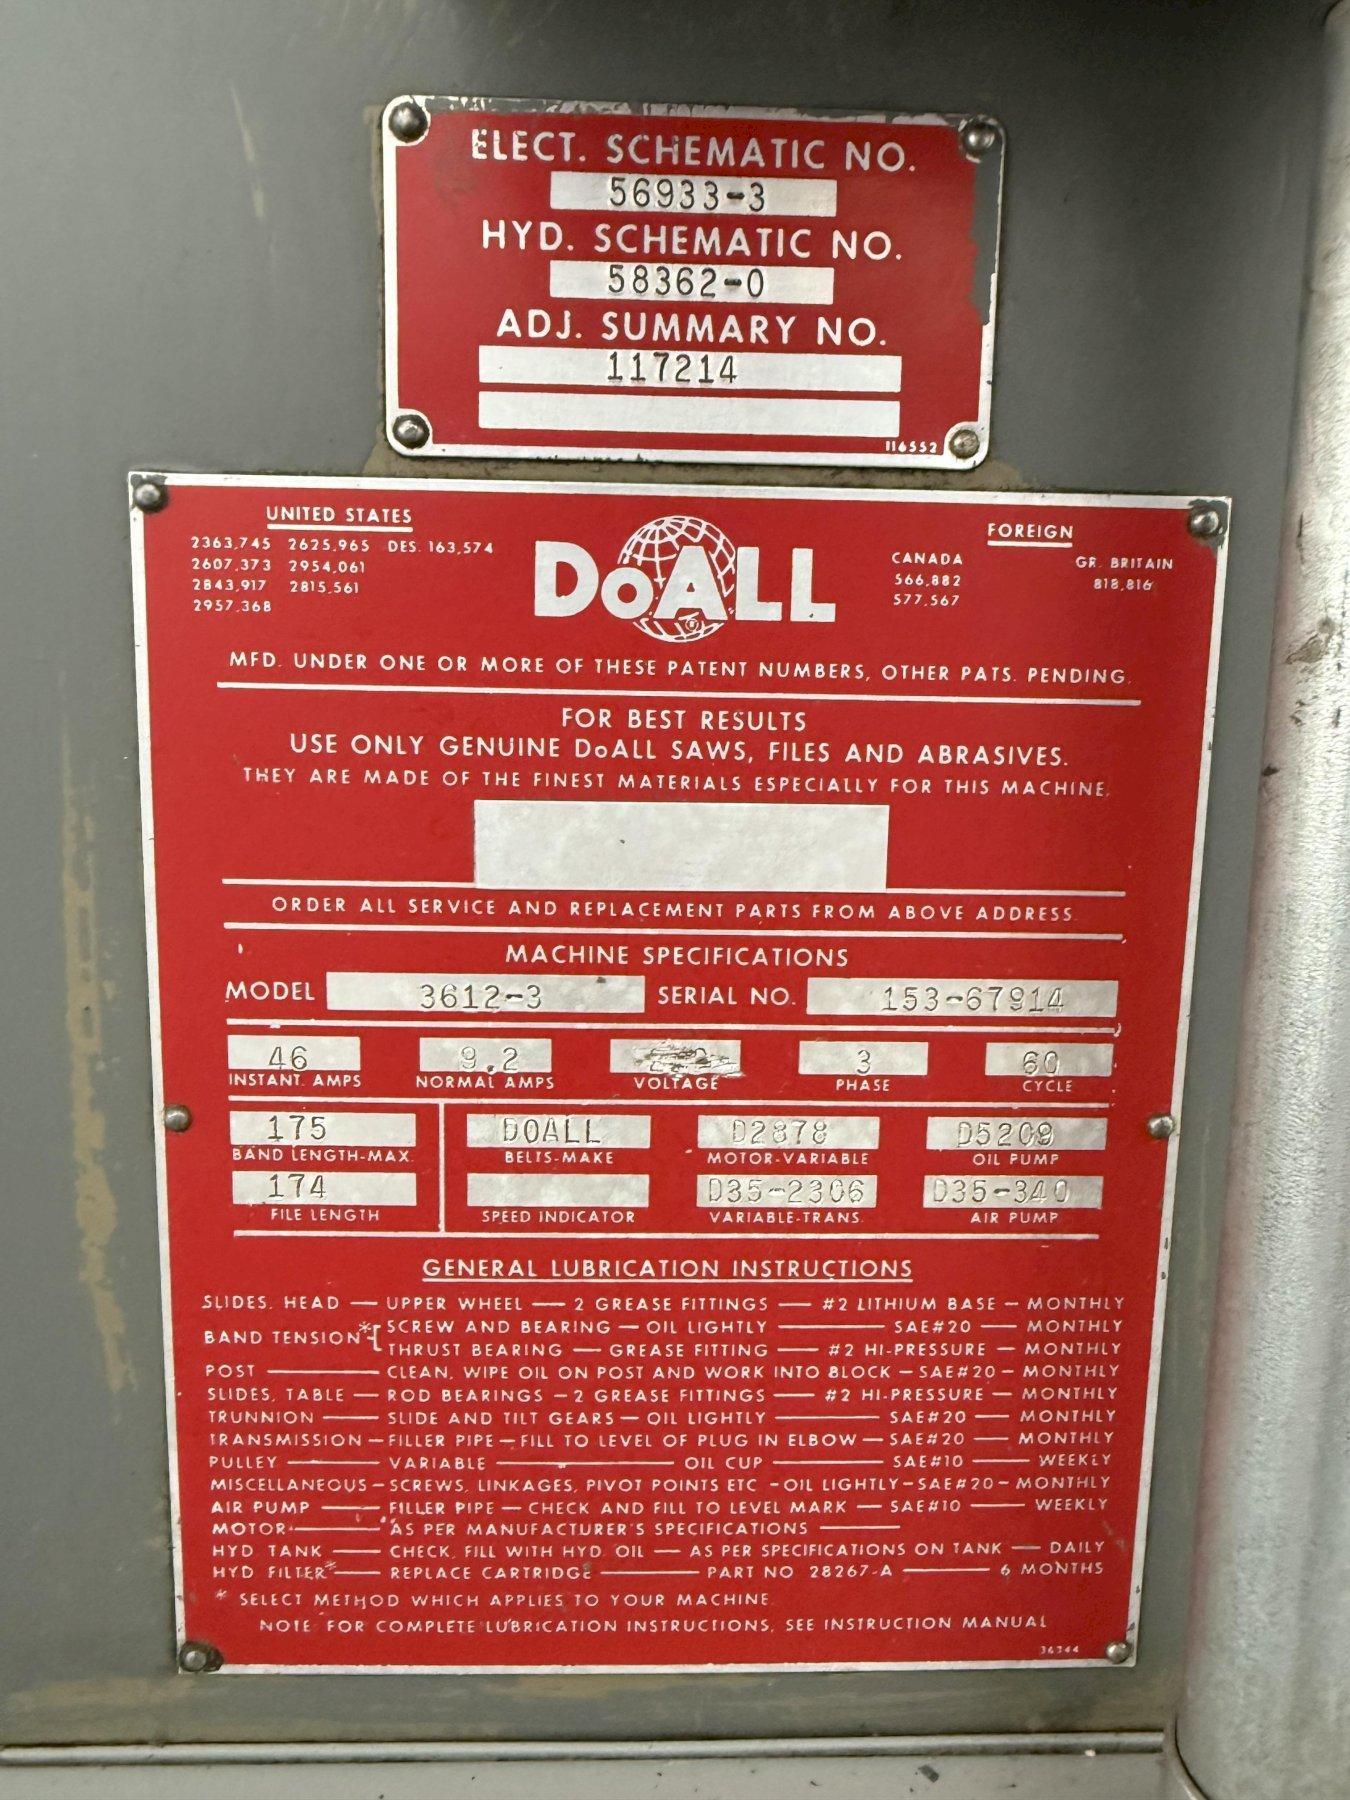 ELECT. SCHEMATIC NO.
56933-3
HYD. SCHEMATIC NO.
58362-0
ADJ. SUMMARY NO.
117214
116552
UNITED STATES
2363,745 2625,965 DES. 163,574
2607,373 2954,061
2843,917 2815,561
2957,368
DoALL
FOREIGN
CANADA GR. BRITAIN
566,882 818,816
577,567
MFD. UNDER ONE OR MORE OF THESE PATENT NUMBERS, OTHER PATS. PENDING.
FOR BEST RESULTS
USE ONLY GENUINE DoALL SAWS, FILES AND ABRASIVES.
THEY ARE MADE OF THE FINEST MATERIALS ESPECIALLY FOR THIS MACHINE.
ORDER ALL SERVICE AND REPLACEMENT PARTS FROM ABOVE ADDRESS.
MACHINE SPECIFICATIONS
MODEL 3612-3 SERIAL NO. 153-67914
46 9.2 3 60
INSTANT. AMPS NORMAL AMPS VOLTAGE PHASE CYCLE
175 DOALL D2878 D5209
BAND LENGTH-MAX. BELTS-MAKE MOTOR-VARIABLE OIL PUMP
174 D35-2306 D35-340
FILE LENGTH SPEED INDICATOR VARIABLE-TRANS. AIR PUMP
GENERAL LUBRICATION INSTRUCTIONS
SLIDES, HEAD — UPPER WHEEL — 2 GREASE FITTINGS — #2 LITHIUM BASE — MONTHLY
BAND TENSION* { SCREW AND BEARING — OIL LIGHTLY — SAE#20 — MONTHLY
THRUST BEARING — GREASE FITTING — #2 HI-PRESSURE — MONTHLY
POST — CLEAN, WIPE OIL ON POST AND WORK INTO BLOCK — SAE#20 — MONTHLY
SLIDES, TABLE — ROD BEARINGS — 2 GREASE FITTINGS — #2 HI-PRESSURE — MONTHLY
TRUNNION — SLIDE AND TILT GEARS — OIL LIGHTLY — SAE#20 — MONTHLY
TRANSMISSION — FILLER PIPE — FILL TO LEVEL OF PLUG IN ELBOW — SAE#20 — MONTHLY
PULLEY — VARIABLE — OIL CUP — SAE#10 — WEEKLY
MISCELLANEOUS — SCREWS, LINKAGES, PIVOT POINTS ETC - OIL LIGHTLY — SAE#20 — MONTHLY
AIR PUMP — FILLER PIPE — CHECK AND FILL TO LEVEL MARK — SAE#10 — WEEKLY
MOTOR — AS PER MANUFACTURER'S SPECIFICATIONS —
HYD TANK — CHECK, FILL WITH HYD. OIL — AS PER SPECIFICATIONS ON TANK — DAILY
HYD FILTER* — REPLACE CARTRIDGE — PART NO 28267-A — 6 MONTHS
* SELECT METHOD WHICH APPLIES TO YOUR MACHINE.
NOTE FOR COMPLETE LUBRICATION INSTRUCTIONS, SEE INSTRUCTION MANUAL
36344